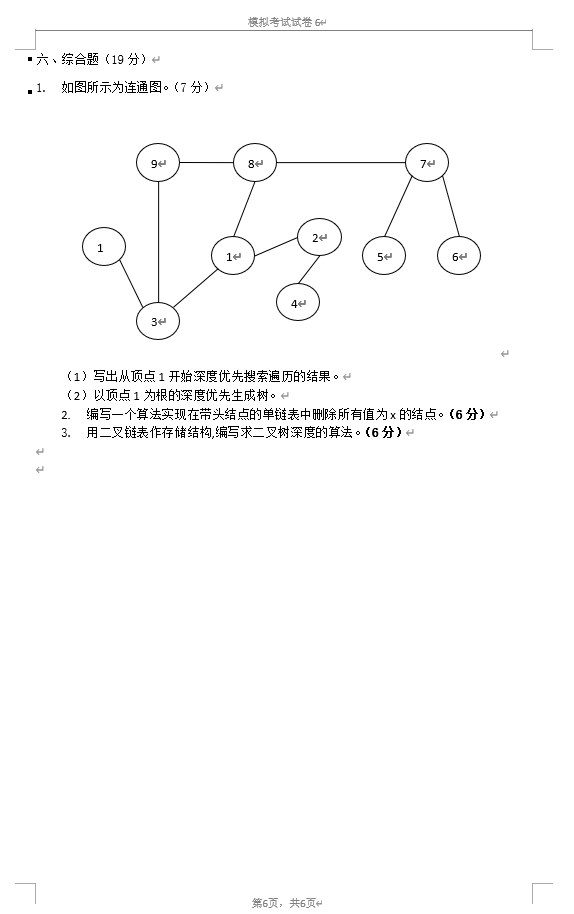 模拟考试试卷 6↵
六、综合题（19 分）↵
1. 如图所示为连通图。（7 分）↵
9↵ 8↵ 7↵
2↵
1 1↵ 5↵ 6↵
4↵
3↵
↵
（1）写出从顶点 1 开始深度优先搜索遍历的结果。↵
（2）以顶点 1 为根的深度优先生成树。↵
2. 编写一个算法实现在带头结点的单链表中删除所有值为 x 的结点。（6 分）↵
3. 用二叉链表作存储结构,编写求二叉树深度的算法。（6 分）↵
↵
↵
第6页，共6页↵